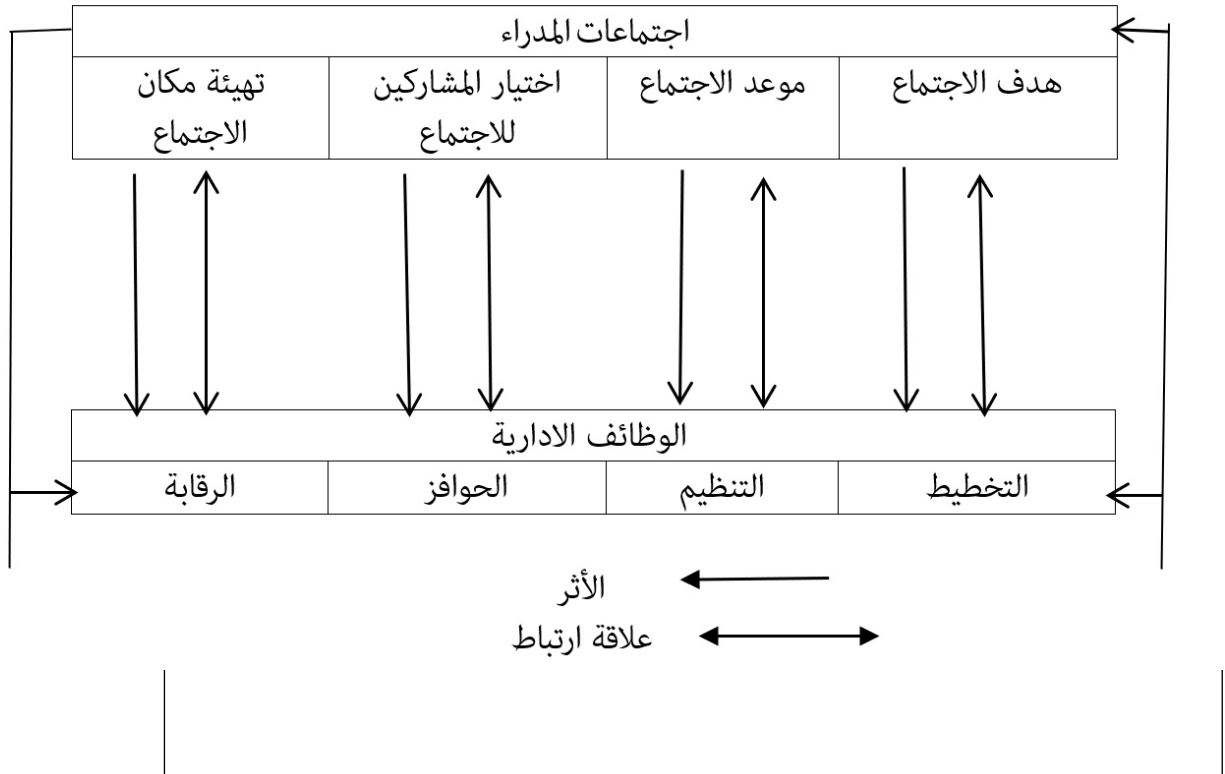 اجتماعات المدراء
هدف الاجتماع
موعد الاجتماع
اختيار المشاركين
للاجتماع
تهيئة مكان
الاجتماع
الوظائف الادارية
التخطيط
التنظيم
الحوافز
الرقابة
الأثر
علاقة ارتباط